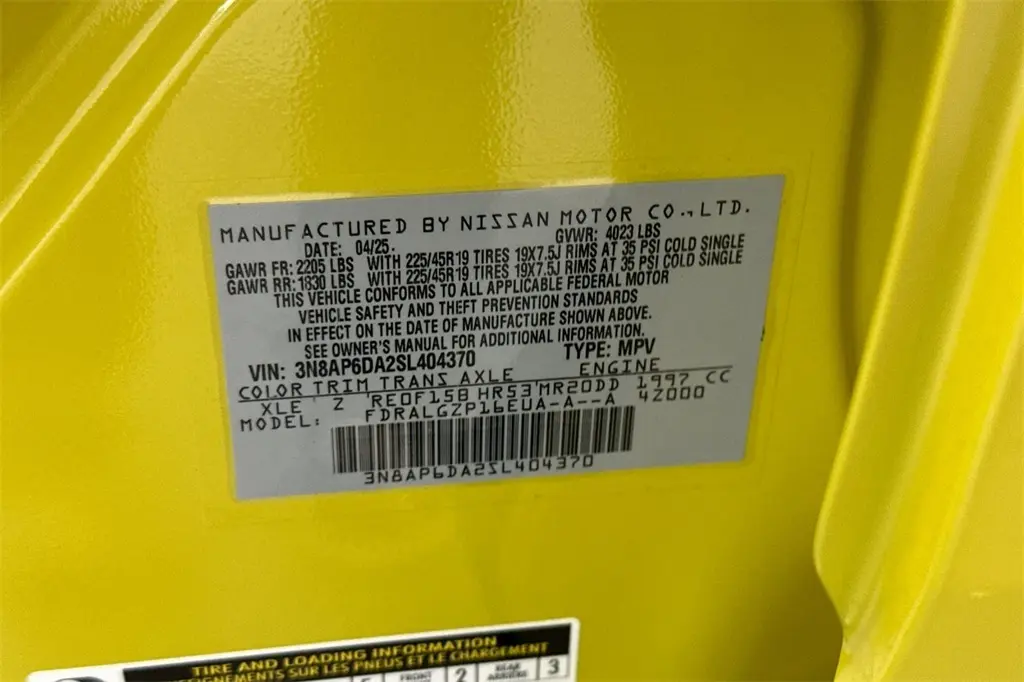 MANUFACTURED BY NISSAN MOTOR CO.,LTD.
DATE: 04/25. GVWR: 4023 LBS
GAWR FR: 2205 LBS WITH 225/45R19 TIRES 19X7.5J RIMS AT 35 PSI COLD SINGLE
GAWR RR: 1830 LBS WITH 225/45R19 TIRES 19X7.5J RIMS AT 35 PSI COLD SINGLE
THIS VEHICLE CONFORMS TO ALL APPLICABLE FEDERAL MOTOR
VEHICLE SAFETY AND THEFT PREVENTION STANDARDS
IN EFFECT ON THE DATE OF MANUFACTURE SHOWN ABOVE.
SEE OWNER'S MANUAL FOR ADDITIONAL INFORMATION.
VIN: 3N8AP6DA2SL404370 TYPE: MPV
COLOR TRIM TRANS AXLE ENGINE
XLE Z RE0F15B HR53 MR20DD 1997 CC
MODEL: FDRALGZP16EUA-A--A 4Z000
3N8AP6DA2SL404370
TIRE AND LOADING INFORMATION
RENSEIGNEMENTS SUR LES PNEUS ET LE CHARGEMENT
FRONT 2 REAR ARRIÈRE 3